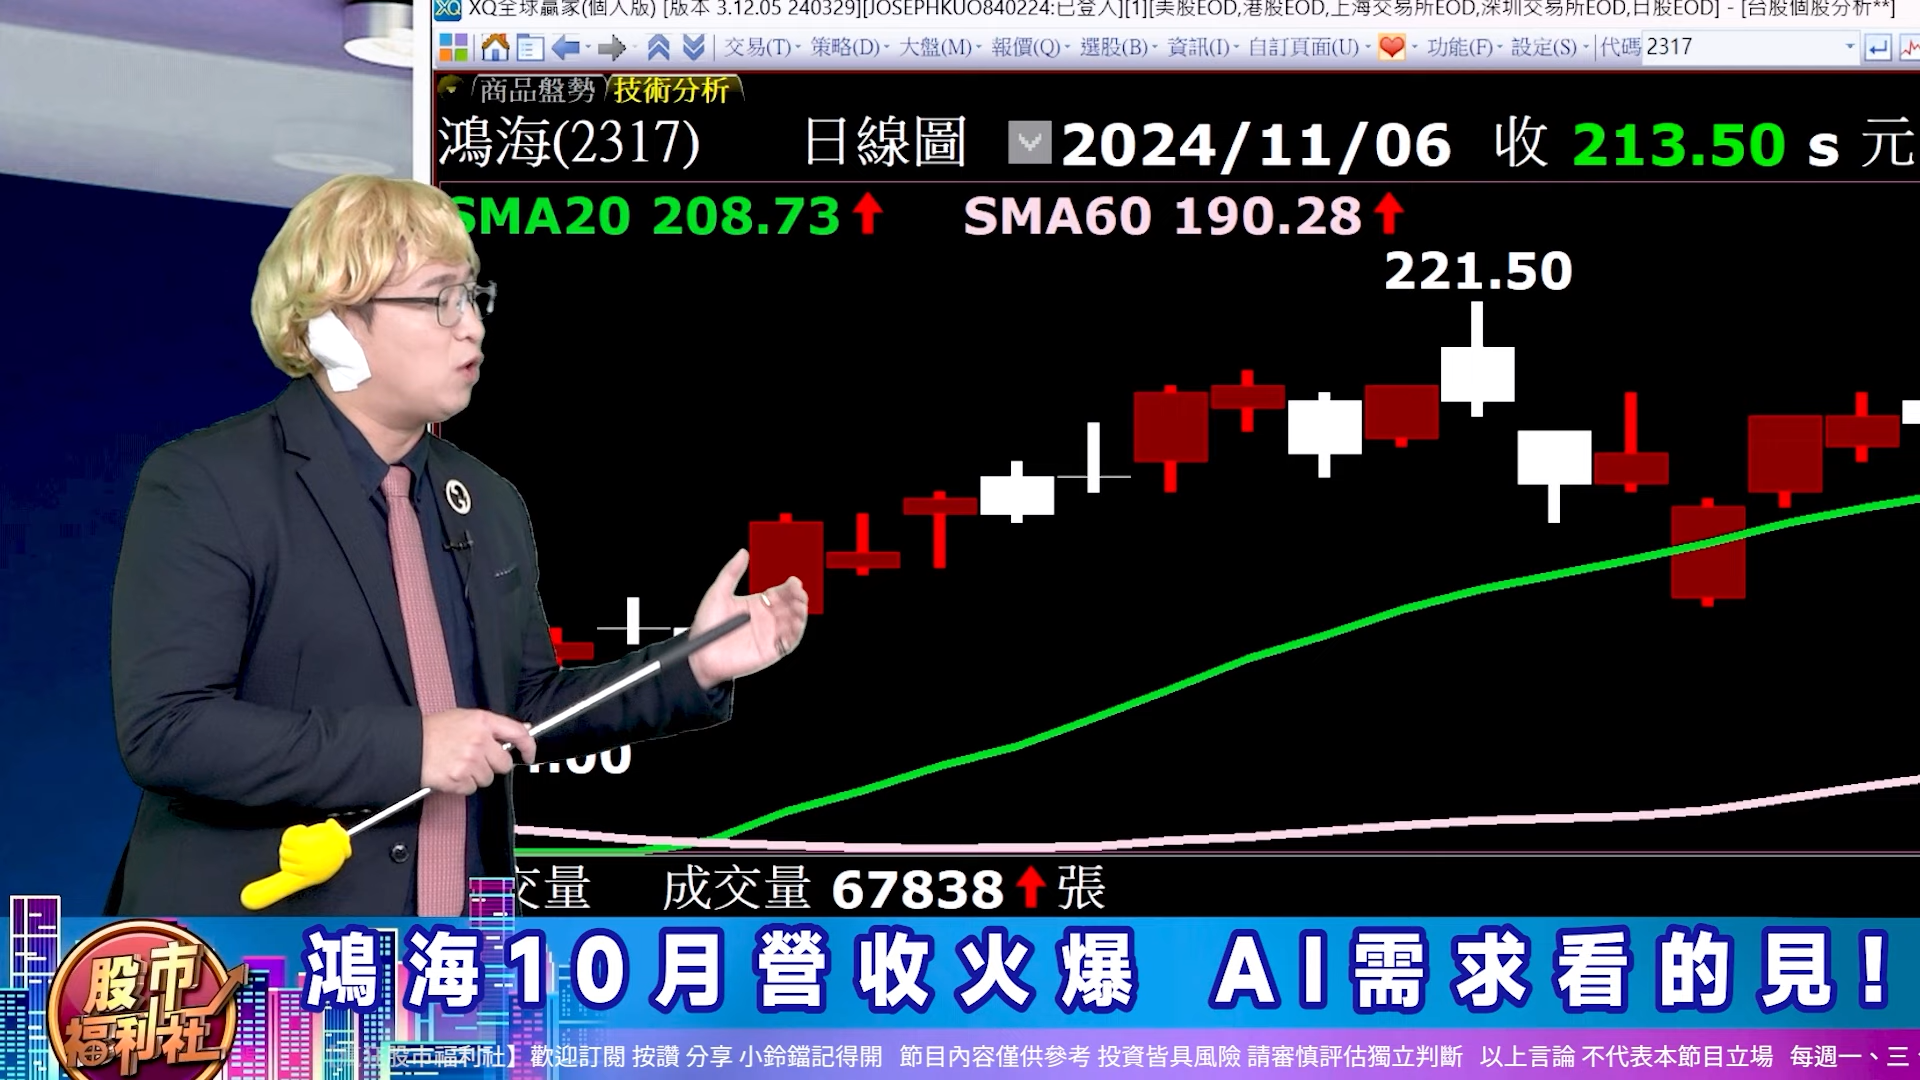 XQ全球贏家(個人版) [版本 3.12.05 240329][JOSEPHKUO840224:已登入][1][美股EOD,港股EOD,上海交易所EOD,深圳交易所EOD,日股EOD] - [台股個股分析**]
交易(T) 策略(D) 大盤(M) 報價(Q) 選股(B) 資訊(I) 自訂頁面(U) 功能(F) 設定(S) 代碼 2317
商品盤勢 技術分析
鴻海(2317) 日線圖 2024/11/06 收 213.50 s 元
SMA20 208.73 SMA60 190.28
221.50
.00
交量 成交量 67838 張
鴻海10月營收火爆 AI需求看的見!
股市
福利社
股市福利社】歡迎訂閱 按讚 分享 小鈴鐺記得開 節目內容僅供參考 投資皆具風險 請審慎評估獨立判斷 以上言論 不代表本節目立場 每週一、三